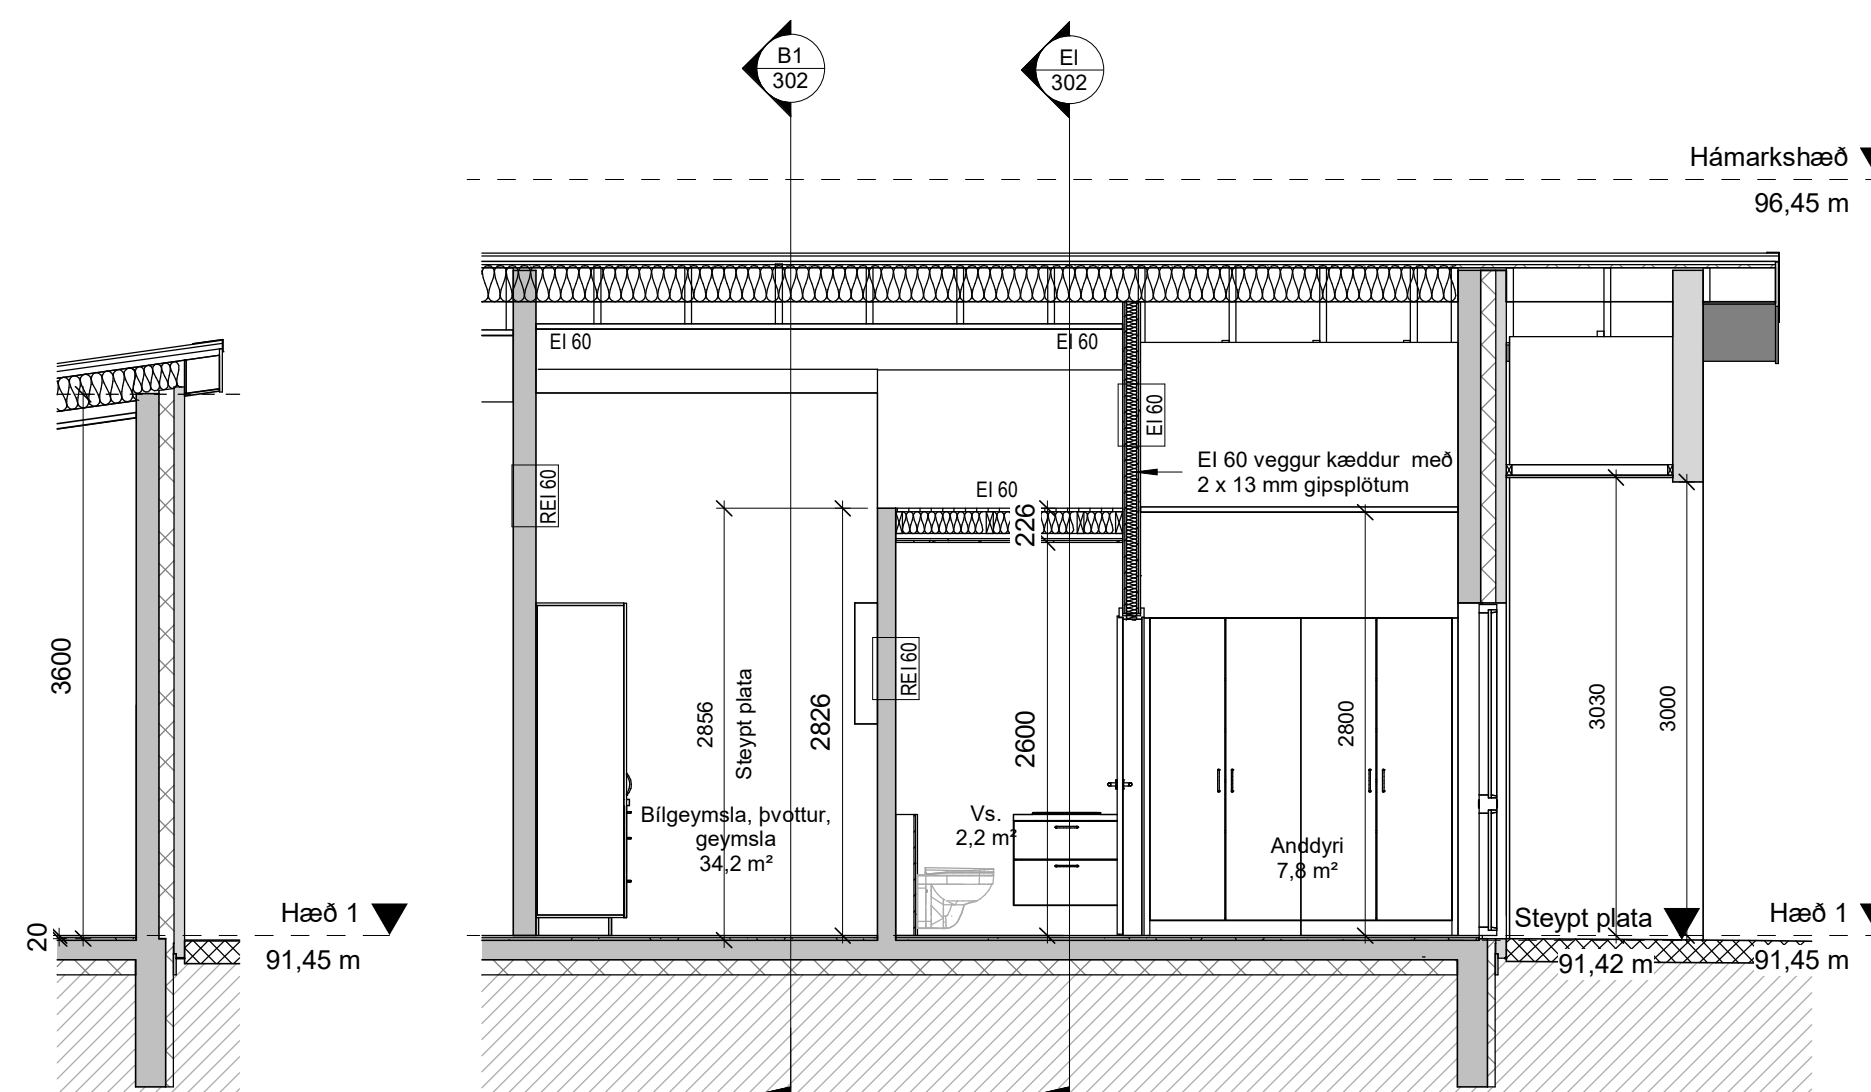 B1
302
EI
302
Hámarkshæð
96,45 m
EI 60
EI 60
EI 60
EI 60 veggur kæddur með
2 x 13 mm gipsplötum
REI 60
EI 60
226
REI 60
3600
2856
Steypt plata
2826
2600
2800
3030
3000
Bílgeymsla, þvottur,
geymsla
34,2 m²
Vs.
2,2 m²
Anddyri
7,8 m²
20
Hæð 1
91,45 m
Steypt plata
91,42 m
Hæð 1
91,45 m